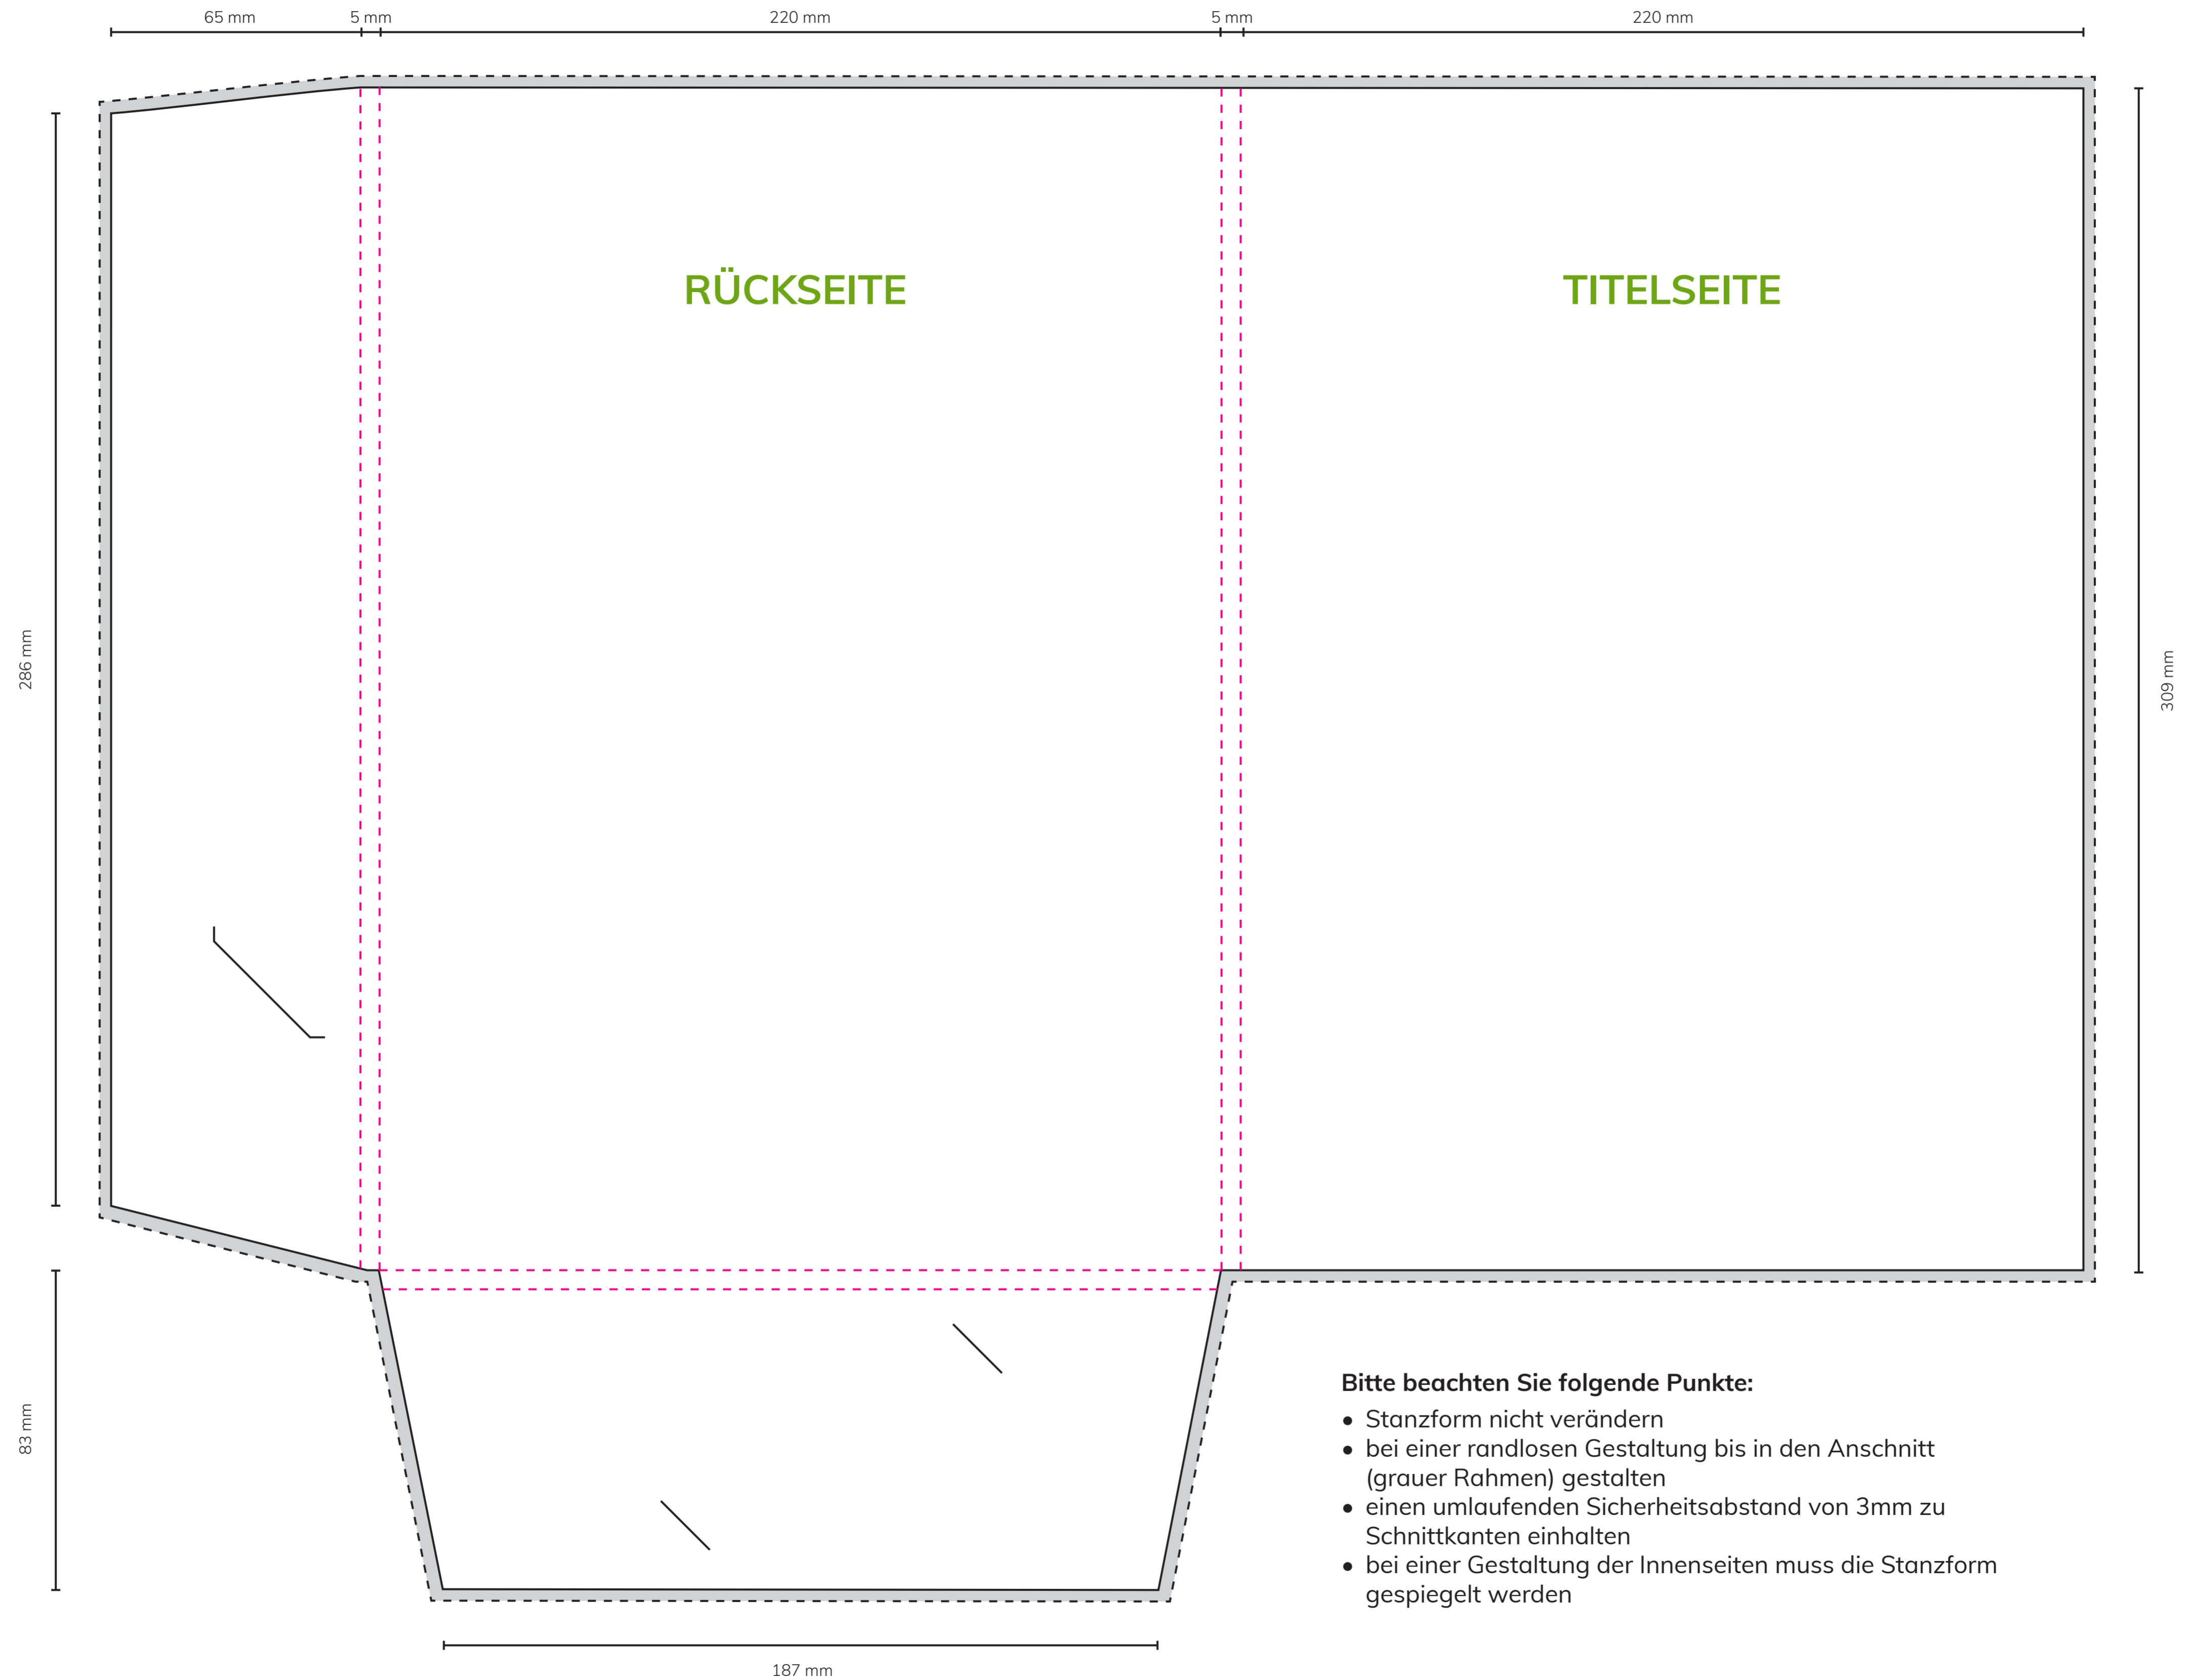 65 mm
5 mm
220 mm
5 mm
220 mm
RÜCKSEITE
TITELSEITE
286 mm
309 mm
83 mm
Bitte beachten Sie folgende Punkte:
• Stanzform nicht verändern
• bei einer randlosen Gestaltung bis in den Anschnitt
(grauer Rahmen) gestalten
• einen umlaufenden Sicherheitsabstand von 3mm zu
Schnittkanten einhalten
• bei einer Gestaltung der Innenseiten muss die Stanzform
gespiegelt werden
187 mm